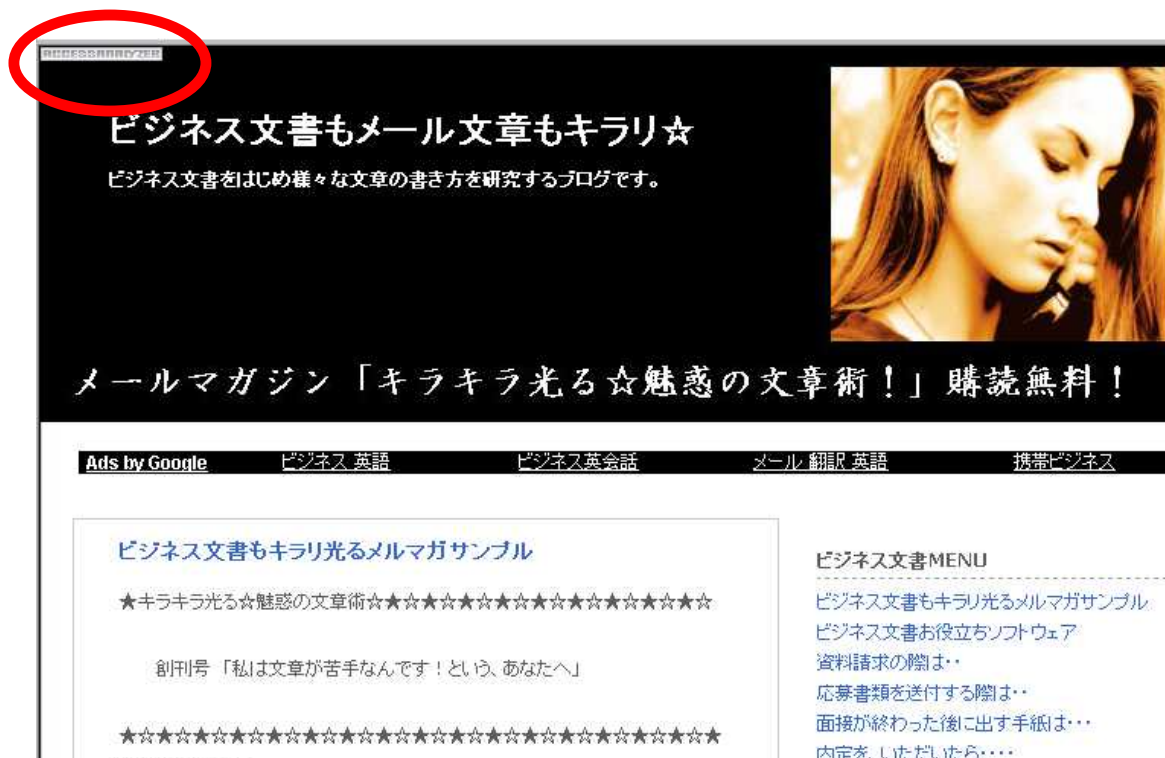 ACCESSANALYZER
ビジネス文書もメール文章もキラリ☆
ビジネス文書をはじめ様々な文章の書き方を研究するブログです。
メールマガジン「キラキラ光る☆魅惑の文章術！」購読無料！
Ads by Google ビジネス 英語 ビジネス英会話 メール 翻訳 英語 携帯ビジネス
ビジネス文書もキラリ光るメルマガサンプル
★キラキラ光る☆魅惑の文章術☆★☆☆★☆☆★☆☆★☆☆★☆☆★☆☆★☆
創刊号「私は文章が苦手なんです！という、あなたへ」
★☆☆★☆☆★☆☆★☆☆★☆☆★☆☆★☆☆★☆☆★☆☆★☆☆★☆☆★
ビジネス文書MENU
ビジネス文書もキラリ光るメルマガサンプル
ビジネス文書お役立ちソフトウェア
資料請求の際は‥
応募書類を送付する際は‥
面接が終わった後に出す手紙は・・・
内定を、いただいたら・・・・